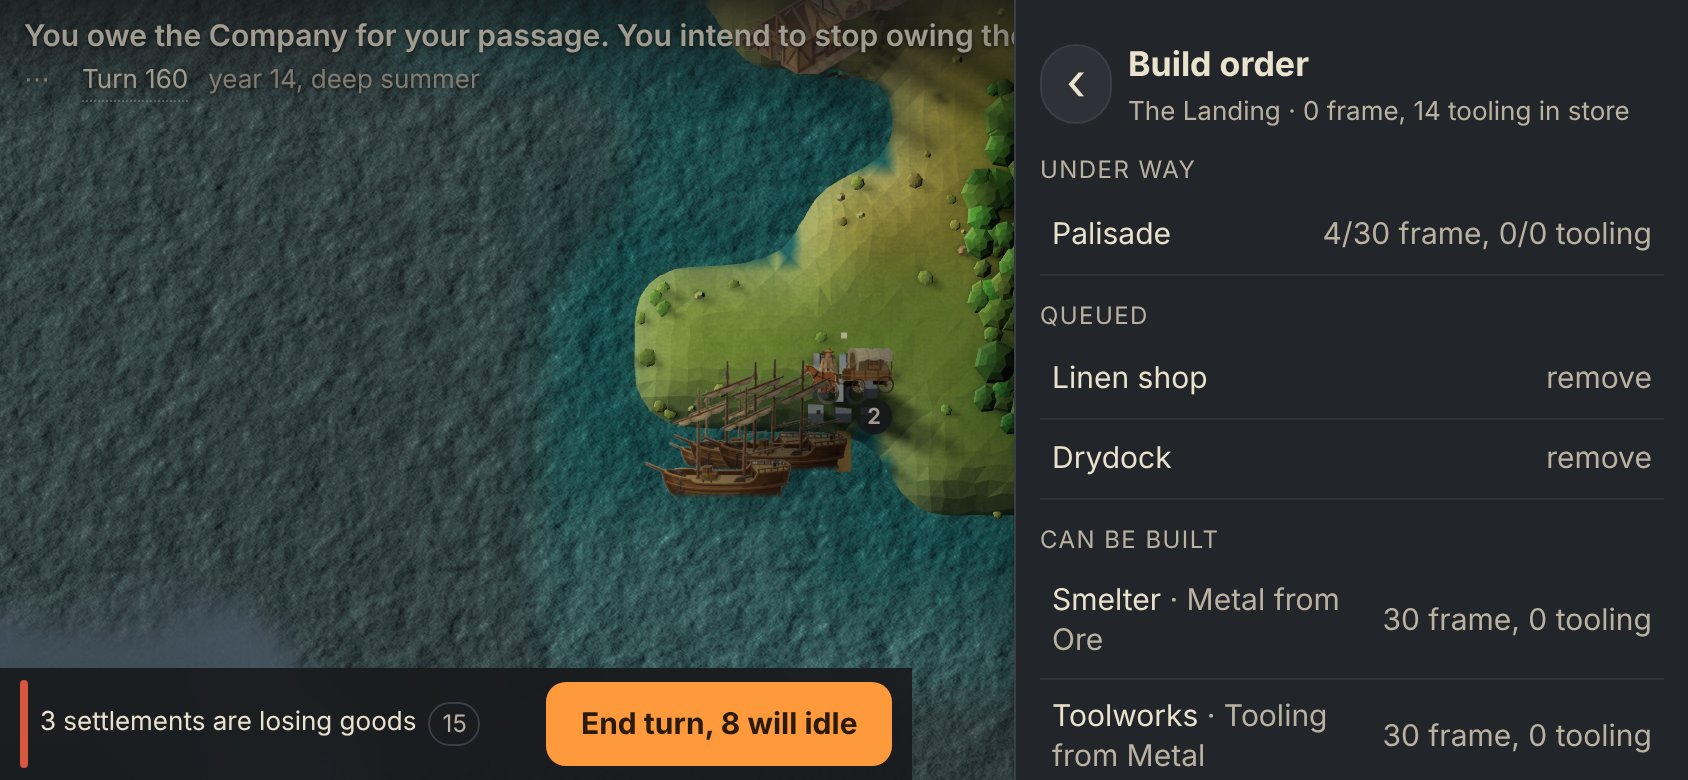 You owe the Company for your passage. You intend to stop owing th
··· Turn 160 year 14, deep summer
2
3 settlements are losing goods 15
End turn, 8 will idle
Build order
The Landing · 0 frame, 14 tooling in store
UNDER WAY
Palisade 4/30 frame, 0/0 tooling
QUEUED
Linen shop remove
Drydock remove
CAN BE BUILT
Smelter · Metal from
Ore 30 frame, 0 tooling
Toolworks · Tooling
from Metal 30 frame, 0 tooling